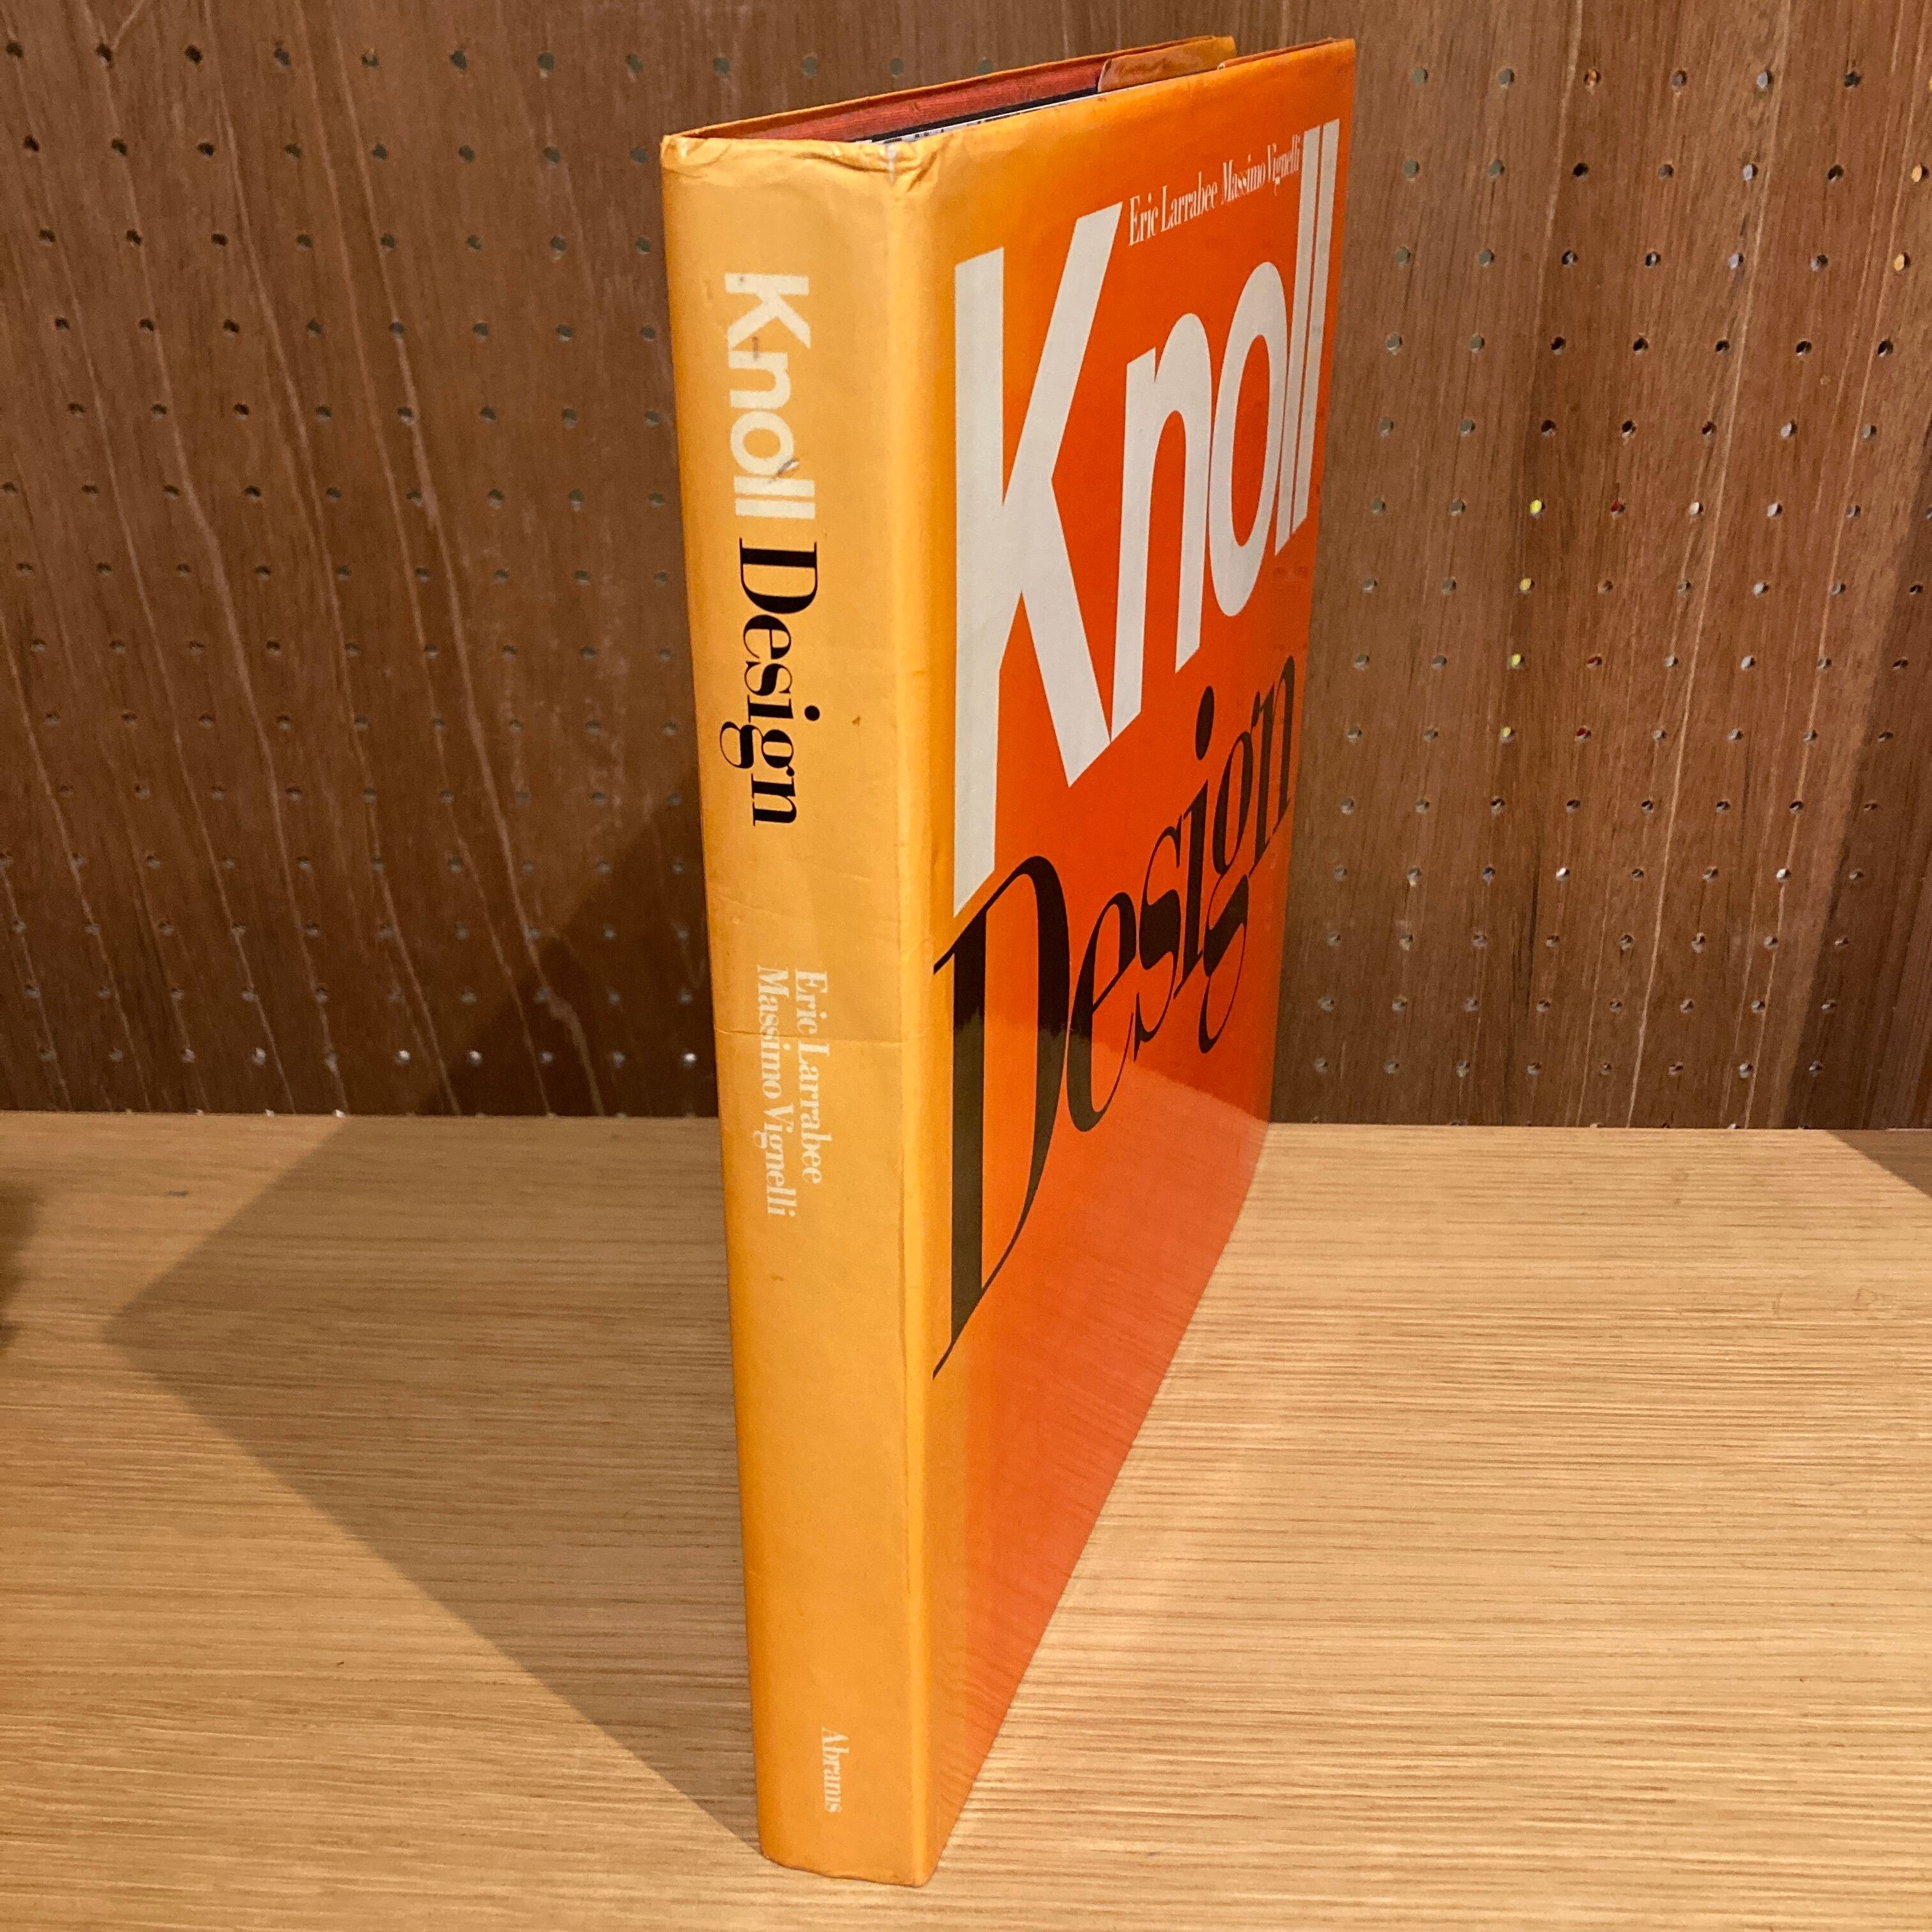 Knoll Design
Eric Larrabee
Massimo Vignelli
Abrams
Eric Larrabee Massimo Vignelli
Knoll
Design